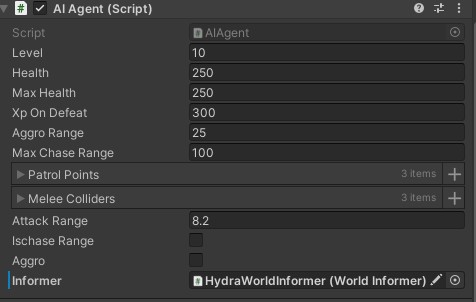 AI Agent (Script)
Script AIAgent
Level 10
Health 250
Max Health 250
Xp On Defeat 300
Aggro Range 25
Max Chase Range 100
Patrol Points 3 items
Melee Colliders 3 items
Attack Range 8.2
Ischase Range
Aggro
Informer HydraWorldInformer (World Informer)